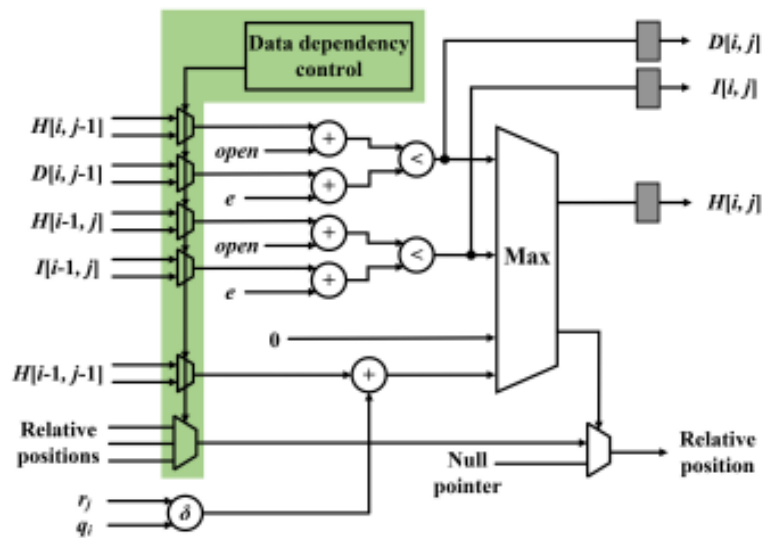 Data dependency
control
D[i, j]
I[i, j]
H[i, j-1]
open
+
<
D[i, j-1]
e
+
H[i-1, j]
open
+
<
I[i-1, j]
e
+
Max
H[i, j]
0
H[i-1, j-1]
+
Relative
positions
Null
pointer
Relative
position
rj
qi
δ